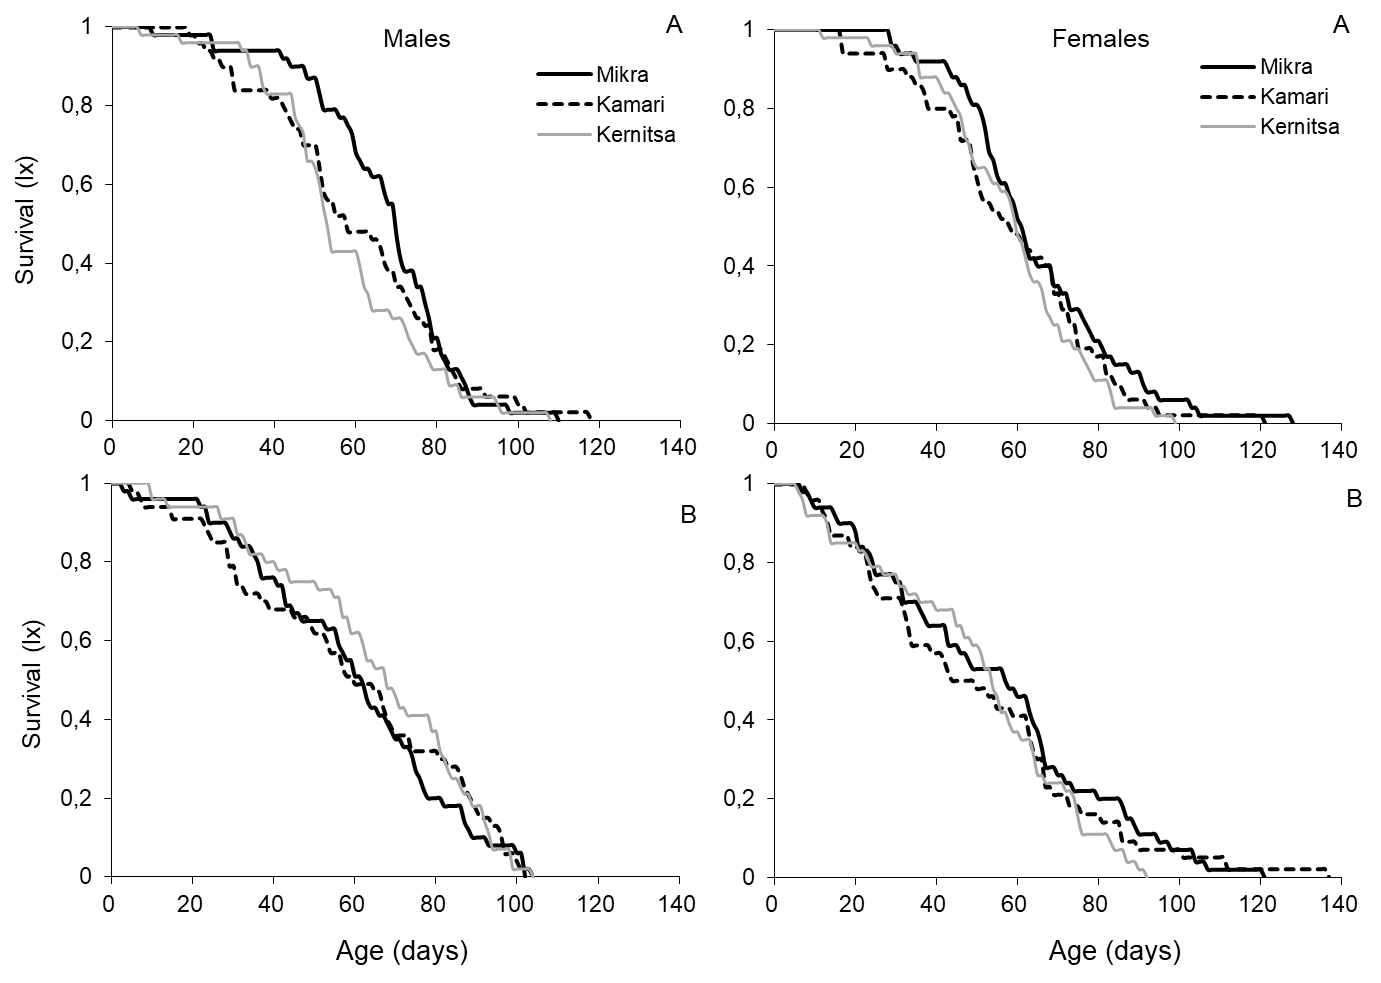 Males
A
Mikra
Kamari
Kernitsa
Survival (lx)
1
0,8
0,6
0,4
0,2
0
0 20 40 60 80 100 120 140
Females
A
Mikra
Kamari
Kernitsa
1
0,8
0,6
0,4
0,2
0
0 20 40 60 80 100 120 140
B
Survival (lx)
1
0,8
0,6
0,4
0,2
0
0 20 40 60 80 100 120 140
Age (days)
B
1
0,8
0,6
0,4
0,2
0
0 20 40 60 80 100 120 140
Age (days)